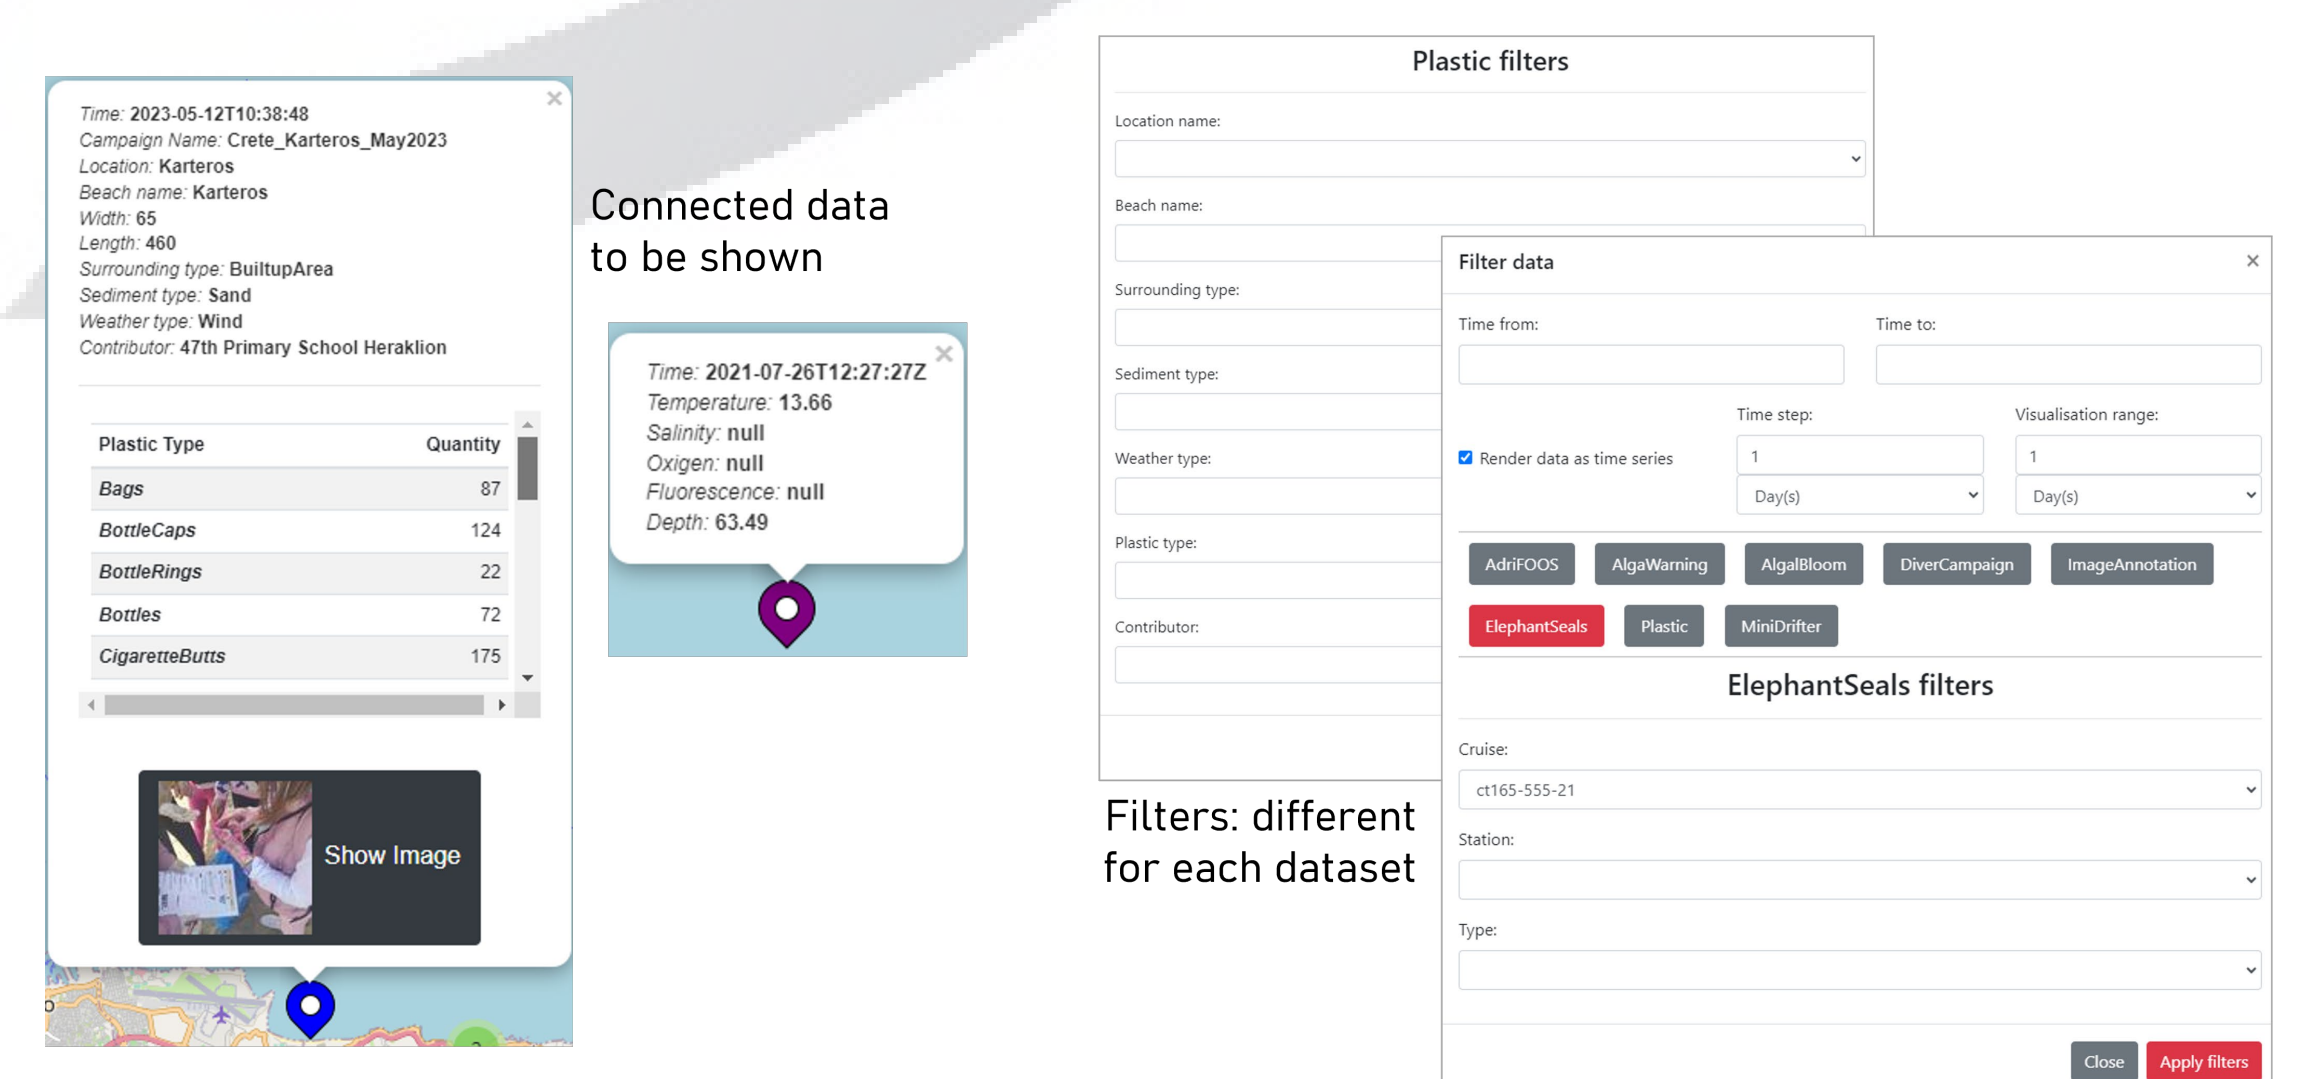 Time: 2023-05-12T10:38:48
Campaign Name: Crete_Karteros_May2023
Location: Karteros
Beach name: Karteros
Width: 65
Length: 460
Surrounding type: BuiltupArea
Sediment type: Sand
Weather type: Wind
Contributor: 47th Primary School Heraklion
Plastic Type Quantity
Bags 87
BottleCaps 124
BottleRings 22
Bottles 72
CigaretteButts 175
Show Image
Connected data
to be shown
Time: 2021-07-26T12:27:27Z
Temperature: 13.66
Salinity: null
Oxigen: null
Fluorescence: null
Depth: 63.49
Plastic filters
Location name:
Beach name:
Surrounding type:
Sediment type:
Weather type:
Plastic type:
Contributor:
Filters: different
for each dataset
Filter data
Time from: Time to:
Time step: Visualisation range:
Render data as time series 1 1
Day(s) Day(s)
AdriFOOS AlgaWarning AlgalBloom DiverCampaign ImageAnnotation
ElephantSeals Plastic MiniDrifter
ElephantSeals filters
Cruise:
ct165-555-21
Station:
Type:
Close Apply filters